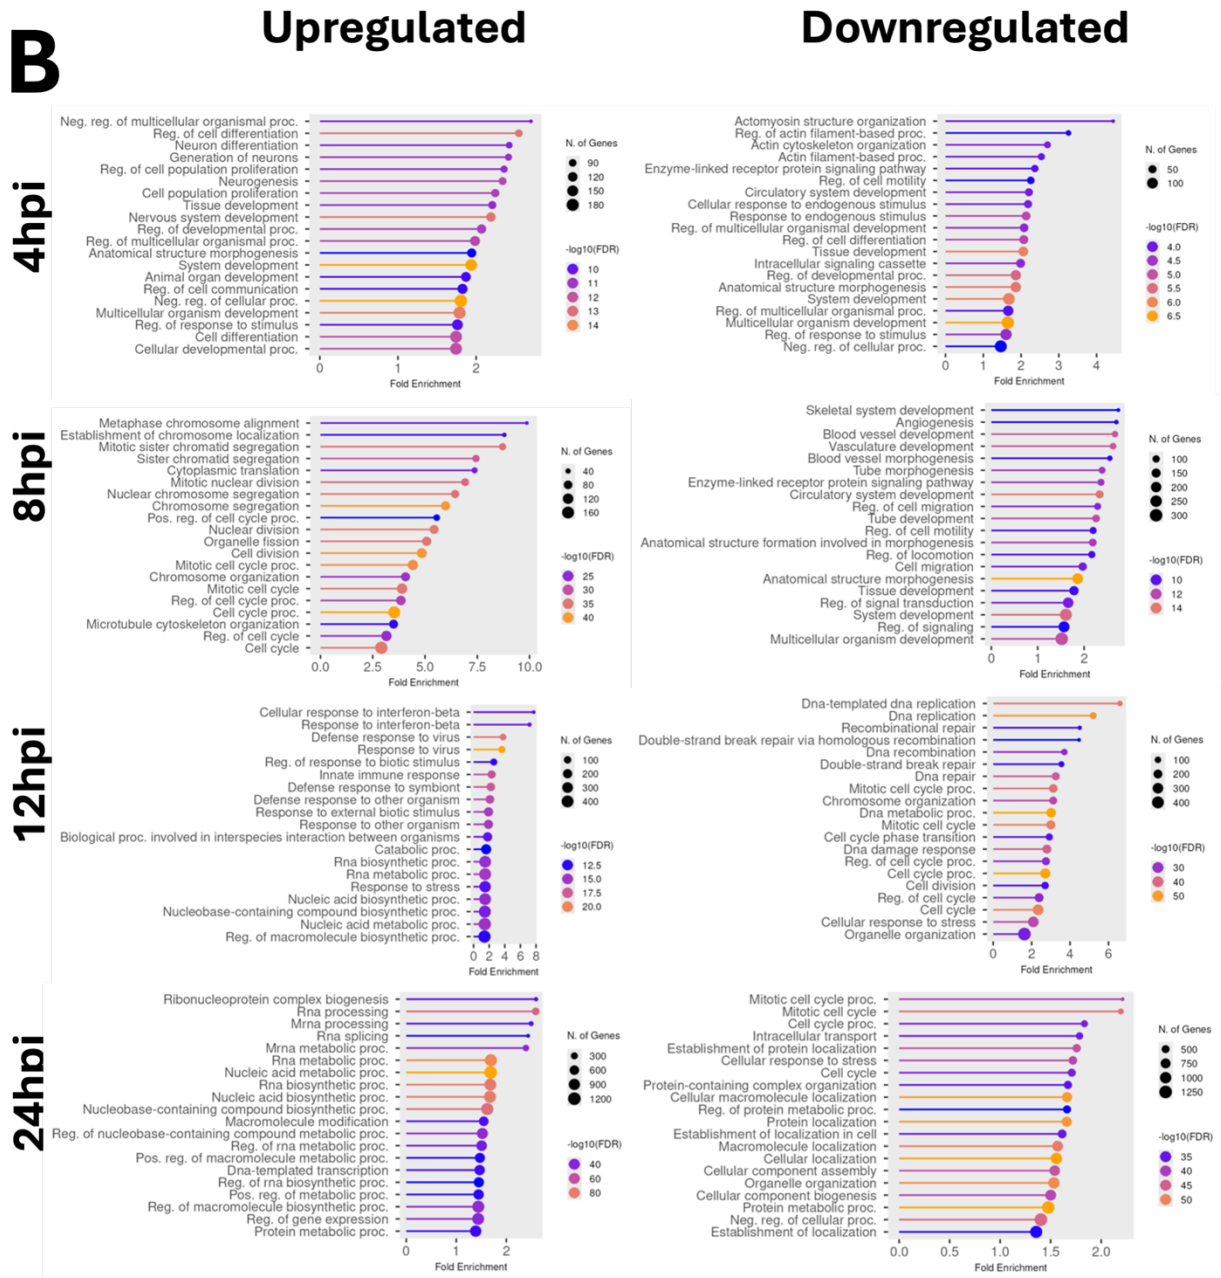 B
Upregulated
Downregulated
4hpi
Neg. reg. of multicellular organismal proc.
Reg. of cell differentiation
Neuron differentiation
Generation of neurons
Reg. of cell population proliferation
Neurogenesis
Cell population proliferation
Tissue development
Nervous system development
Reg. of developmental proc.
Reg. of multicellular organismal proc.
Anatomical structure morphogenesis
System development
Animal organ development
Reg. of cell communication
Neg. reg. of cellular proc.
Multicellular organism development
Reg. of response to stimulus
Cell differentiation
Cellular developmental proc.
0 1 2
Fold Enrichment
N. of Genes
90
120
150
180
-log10(FDR)
10
11
12
13
14
Actomyosin structure organization
Reg. of actin filament-based proc.
Actin cytoskeleton organization
Actin filament-based proc.
Enzyme-linked receptor protein signaling pathway
Reg. of cell motility
Circulatory system development
Cellular response to endogenous stimulus
Response to endogenous stimulus
Reg. of multicellular organismal development
Reg. of cell differentiation
Tissue development
Intracellular signaling cassette
Reg. of developmental proc.
Anatomical structure morphogenesis
System development
Reg. of multicellular organismal proc.
Multicellular organism development
Reg. of response to stimulus
Neg. reg. of cellular proc.
0 1 2 3 4
Fold Enrichment
N. of Genes
50
100
-log10(FDR)
4.0
4.5
5.0
5.5
6.0
6.5
8hpi
Metaphase chromosome alignment
Establishment of chromosome localization
Mitotic sister chromatid segregation
Sister chromatid segregation
Cytoplasmic translation
Mitotic nuclear division
Nuclear chromosome segregation
Chromosome segregation
Pos. reg. of cell cycle proc.
Nuclear division
Organelle fission
Cell division
Mitotic cell cycle proc.
Chromosome organization
Mitotic cell cycle
Reg. of cell cycle proc.
Cell cycle proc.
Microtubule cytoskeleton organization
Reg. of cell cycle
Cell cycle
0.0 2.5 5.0 7.5 10.0
Fold Enrichment
N. of Genes
40
80
120
160
-log10(FDR)
25
30
35
40
Skeletal system development
Angiogenesis
Blood vessel development
Vasculature development
Blood vessel morphogenesis
Tube morphogenesis
Enzyme-linked receptor protein signaling pathway
Circulatory system development
Reg. of cell migration
Tube development
Reg. of cell motility
Anatomical structure formation involved in morphogenesis
Reg. of locomotion
Cell migration
Anatomical structure morphogenesis
Tissue development
Reg. of signal transduction
System development
Reg. of signaling
Multicellular organism development
0 1 2
Fold Enrichment
N. of Genes
100
150
200
250
300
-log10(FDR)
10
12
14
12hpi
Cellular response to interferon-beta
Response to interferon-beta
Defense response to virus
Response to virus
Reg. of response to biotic stimulus
Innate immune response
Defense response to symbiont
Defense response to other organism
Response to external biotic stimulus
Response to other organism
Biological proc. involved in interspecies interaction between organisms
Catabolic proc.
Rna biosynthetic proc.
Rna metabolic proc.
Response to stress
Nucleic acid biosynthetic proc.
Nucleobase-containing compound biosynthetic proc.
Nucleic acid metabolic proc.
Reg. of macromolecule biosynthetic proc.
0 2 4 6 8
Fold Enrichment
N. of Genes
100
200
300
400
-log10(FDR)
12.5
15.0
17.5
20.0
Dna-templated dna replication
Dna replication
Recombinational repair
Double-strand break repair via homologous recombination
Dna recombination
Double-strand break repair
Dna repair
Mitotic cell cycle proc.
Chromosome organization
Dna metabolic proc.
Mitotic cell cycle
Cell cycle phase transition
Dna damage response
Reg. of cell cycle proc.
Cell cycle proc.
Cell division
Reg. of cell cycle
Cell cycle
Cellular response to stress
Organelle organization
0 2 4 6
Fold Enrichment
N. of Genes
100
200
300
400
-log10(FDR)
30
40
50
24hpi
Ribonucleoprotein complex biogenesis
Rna processing
Mrna processing
Rna splicing
Mrna metabolic proc.
Rna metabolic proc.
Nucleic acid metabolic proc.
Rna biosynthetic proc.
Nucleic acid biosynthetic proc.
Nucleobase-containing compound biosynthetic proc.
Macromolecule modification
Reg. of nucleobase-containing compound metabolic proc.
Reg. of rna metabolic proc.
Pos. reg. of macromolecule metabolic proc.
Dna-templated transcription
Reg. of rna biosynthetic proc.
Pos. reg. of metabolic proc.
Reg. of macromolecule biosynthetic proc.
Reg. of gene expression
Protein metabolic proc.
0 1 2
Fold Enrichment
N. of Genes
300
600
900
1200
-log10(FDR)
40
60
80
Mitotic cell cycle proc.
Mitotic cell cycle
Cell cycle proc.
Intracellular transport
Establishment of protein localization
Cellular response to stress
Cell cycle
Protein-containing complex organization
Cellular macromolecule localization
Reg. of protein metabolic proc.
Protein localization
Establishment of localization in cell
Macromolecule localization
Cellular localization
Cellular component assembly
Organelle organization
Cellular component biogenesis
Protein metabolic proc.
Neg. reg. of cellular proc.
Establishment of localization
0.0 0.5 1.0 1.5 2.0
Fold Enrichment
N. of Genes
500
750
1000
1250
-log10(FDR)
35
40
45
50